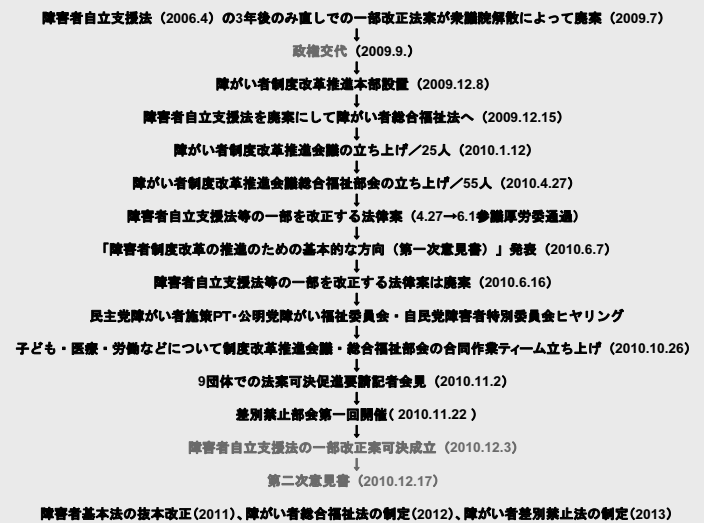 障害者自立支援法（2006.4）の3年後のみ直しでの一部改正法案が衆議院解散によって廃案（2009.7）
↓
政権交代（2009.9.）
↓
障がい者制度改革推進本部設置（2009.12.8）
↓
障害者自立支援法を廃案にして障がい者総合福祉法へ（2009.12.15）
↓
障がい者制度改革推進会議の立ち上げ／25人（2010.1.12）
↓
障がい者制度改革推進会議総合福祉部会の立ち上げ／55人（2010.4.27）
↓
障害者自立支援法等の一部を改正する法律案（4.27→6.1参議厚労委通過）
↓
「障害者制度改革の推進のための基本的な方向（第一次意見書）」発表（2010.6.7）
↓
障害者自立支援法等の一部を改正する法律案は廃案（2010.6.16）
↓
民主党障がい者施策PT・公明党障がい福祉委員会・自民党障害者特別委員会ヒヤリング
↓
子ども・医療・労働などについて制度改革推進会議・総合福祉部会の合同作業ティーム立ち上げ（2010.10.26）
↓
9団体での法案可決促進要請記者会見（2010.11.2）
↓
差別禁止部会第一回開催( 2010.11.22 ）
↓
障害者自立支援法の一部改正案可決成立（2010.12.3）
↓
第二次意見書（2010.12.17）
↓
障害者基本法の抜本改正(2011)、障がい者総合福祉法の制定(2012)、障がい者差別禁止法の制定(2013)